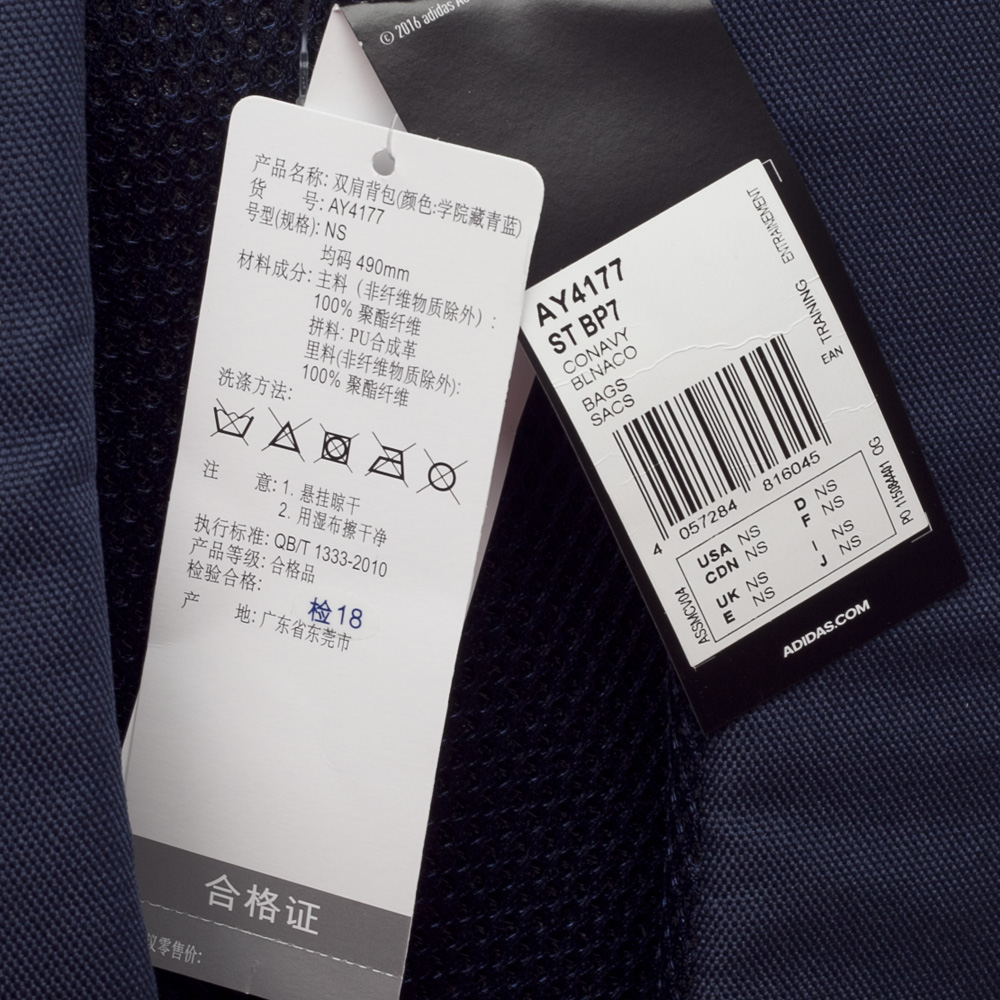 产品名称: 双肩背包(颜色:学院藏青蓝)
货 号: AY4177
号型(规格): NS
均码 490mm
材料成分: 主料（非纤维物质除外）:
100% 聚酯纤维
拼料: PU合成革
里料(非纤维物质除外):
100% 聚酯纤维
洗涤方法:
注 意: 1. 悬挂晾干
2. 用湿布擦干净
执行标准: QB/T 1333-2010
产品等级: 合格品
检验合格:
检18
产 地: 广东省东莞市
合格证
零售价:
© 2016 adidas
AY4177
ST BP7
CONAVY
BLNACO
BAGS
SACS
TRAINING ENTRAINEMENT
EAN
4 057284 816045
USA NS D NS
CDN NS F NS
UK NS I NS
E NS J NS
ASSMCV04
OG
ADIDAS.COM